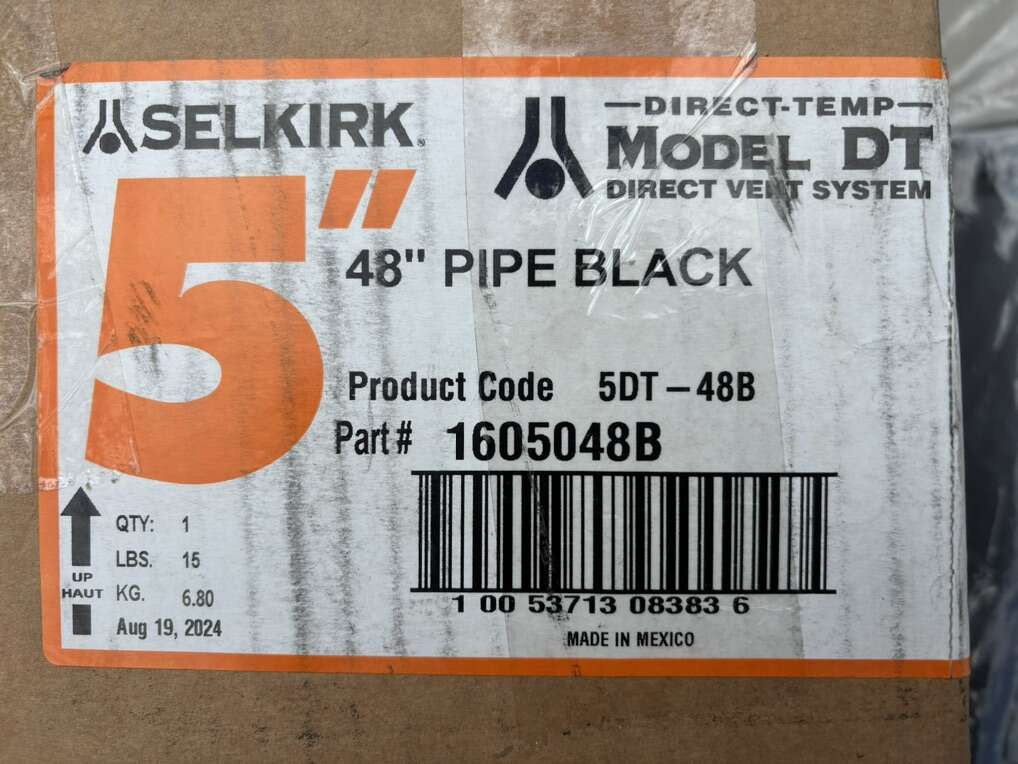 SELKIRK®
—DIRECT-TEMP—
MODEL DT
DIRECT VENT SYSTEM
5"
48" PIPE BLACK
Product Code 5DT–48B
Part# 1605048B
UP
HAUT
QTY: 1
LBS. 15
KG. 6.80
Aug 19, 2024
1 00 53713 08383 6
MADE IN MEXICO